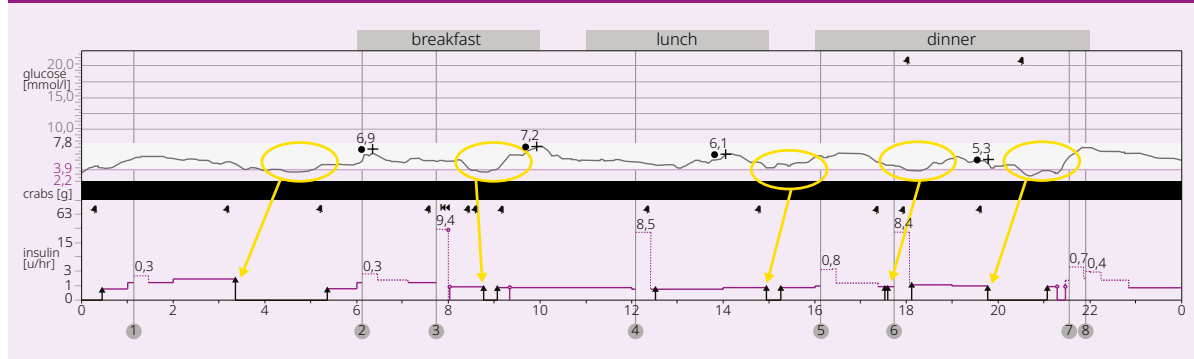 breakfast lunch dinner
glucose
[mmol/l]
20,0
15,0
10,0
7,8
3,9
2,2
6,9 7,2 6,1 5,3
crabs [g]
63
15
insulin
[u/hr]
3
1
0
0,3 0,3 9,4 8,5 0,8 8,4 0,7 0,4
0 2 4 6 8 10 12 14 16 18 20 22 0
1 2 3 4 5 6 7 8